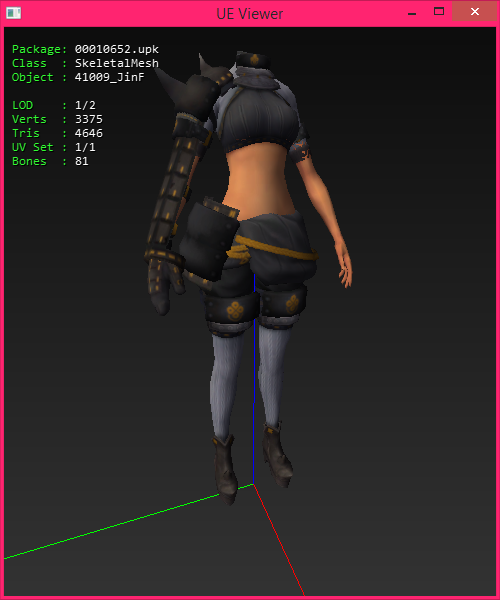 UE Viewer
Package: 00010652.upk
Class : SkeletalMesh
Object : 41009_JinF
LOD : 1/2
Verts : 3375
Tris : 4646
UV Set : 1/1
Bones : 81